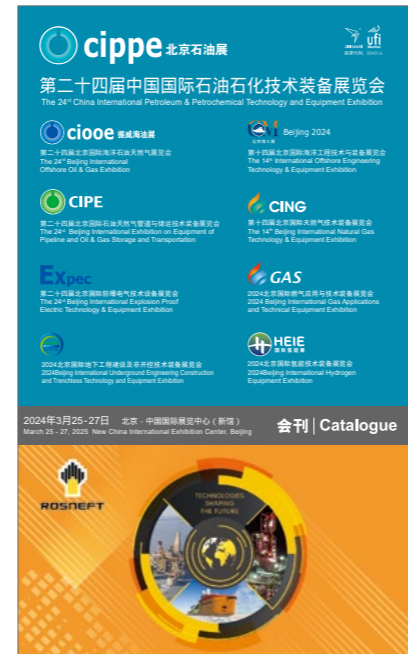 cippe 北京石油展
ufi
第二十四届中国国际石油石化技术装备展览会
The 24rst China International Petroleum & Petrochemical Technology and Equipment Exhibition
ciooe 振威海油展
第二十四届北京国际海洋石油天然气展览会
The 24rst Beijing International
Offshore Oil & Gas Exhibition
Beijing 2024
第十四届北京国际海洋工程技术与装备展览会
The 14th International Offshore Engineering
Technology & Equipment Exhibition
CIPE
第二十四届北京国际石油天然气管道与储运技术装备展览会
The 24rst Beijing International Exhibition on Equipment of
Pipeline and Oil & Gas Storage and Transportation
CING
第十四届北京国际天然气技术装备展览会
The 14th Beijing International Natural Gas
Technology & Equipment Exhibition
Expec
第二十四届北京国际防爆电气技术设备展览会
The 24rst Beijing International Explosion Proof
Electric Technology & Equipment Exhibition
GAS
2024北京国际燃气应用与技术装备展览会
2024 Beijing International Gas Applications
and Technical Equipment Exhibition
2024北京国际地下工程建设及非开挖技术装备展览会
2024Beijing International Underground Engineering Construction
and Trenchless Technology and Equipment Exhibition
HEIE
国际氢能展
2024北京国际氢能技术装备展览会
2024Beijing International Hydrogen
Equipment Exhibition
2024年3月25-27日 北京 · 中国国际展览中心（新馆）
March 25 - 27, 2025 New China International Exhibition Center, Beijing
会刊 | Catalogue
ROSNEFT
TECHNOLOGIES
SHAPING
THE FUTURE